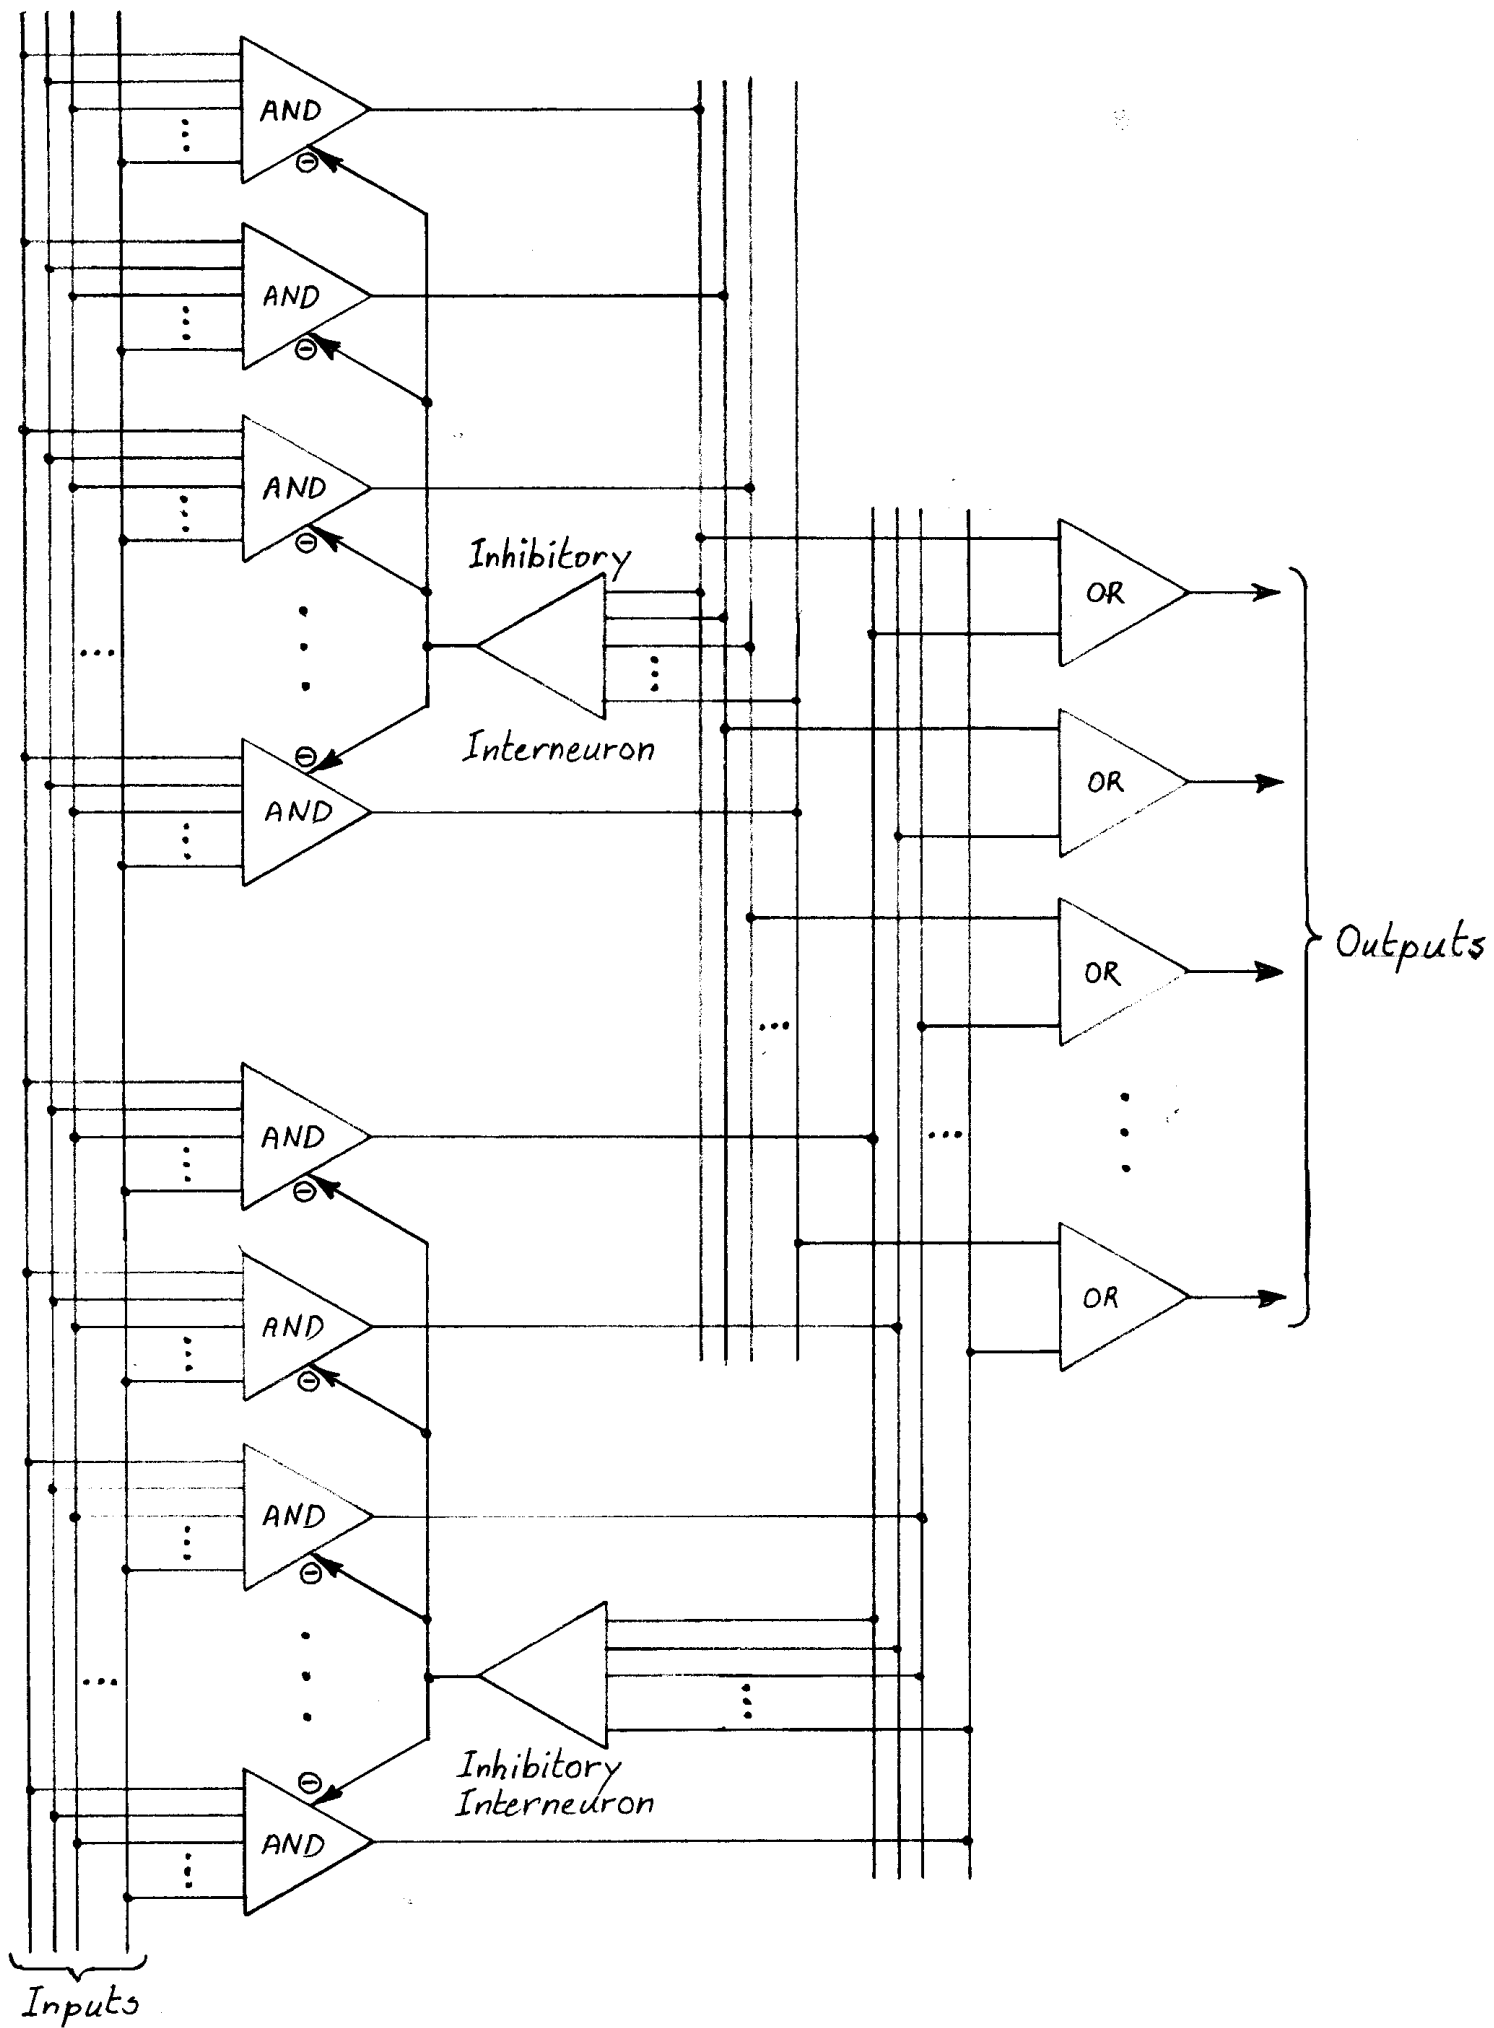 AND
AND
AND
Inhibitory
Interneuron
AND
OR
OR
OR
Outputs
OR
AND
AND
AND
Inhibitory
Interneuron
AND
Inputs